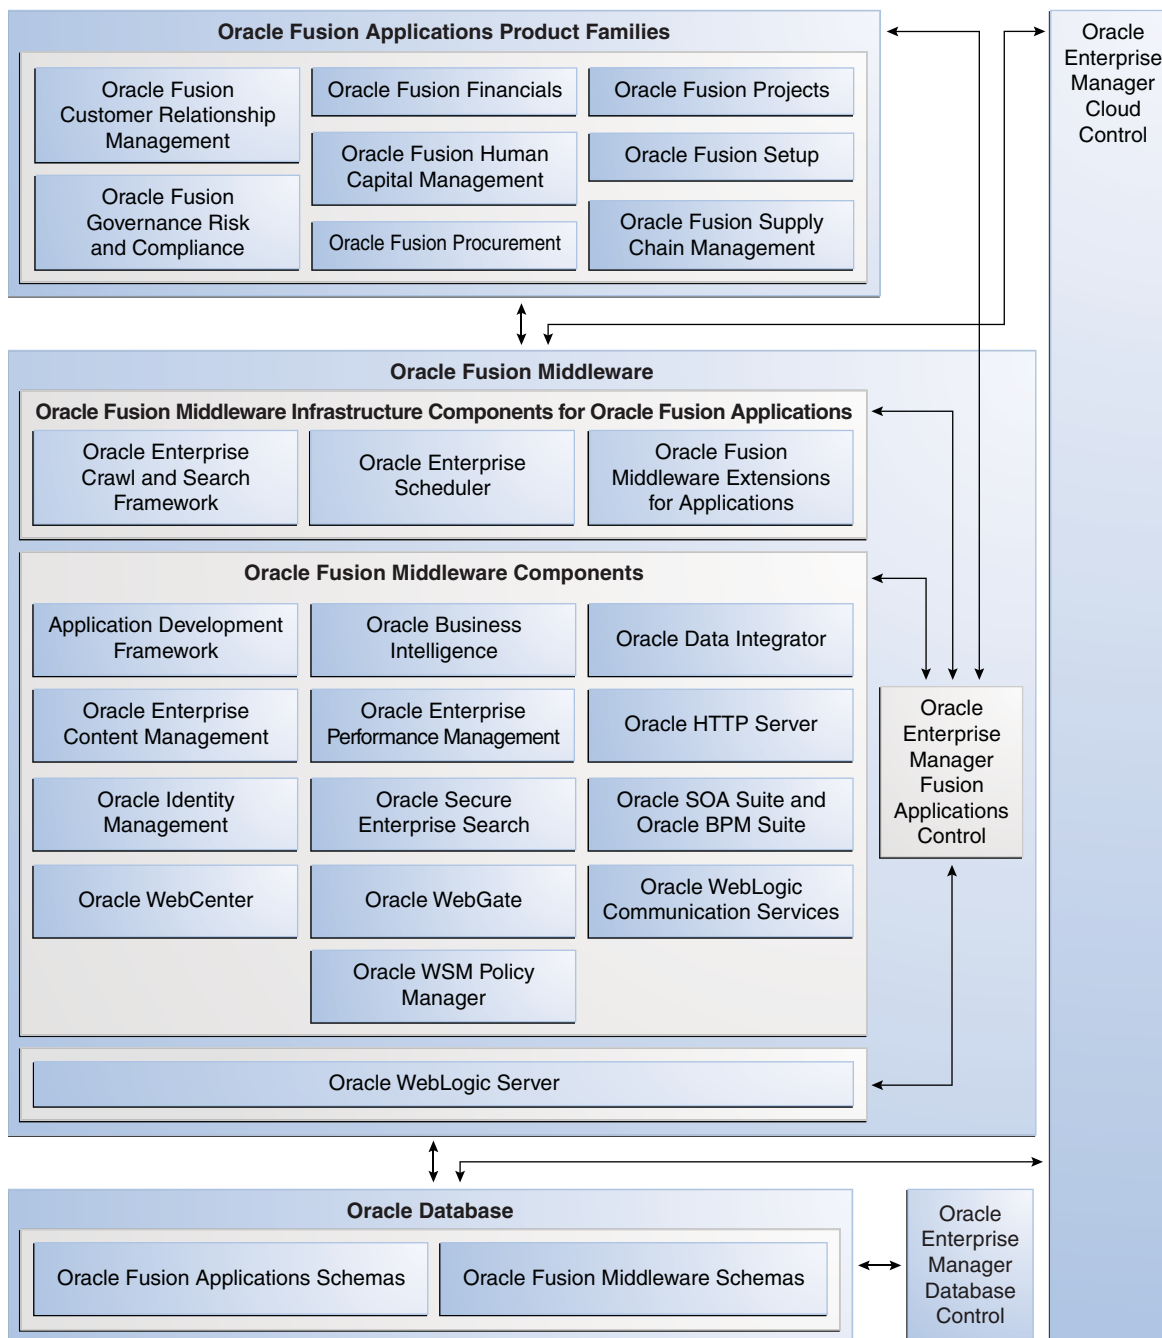 Oracle Fusion Applications Product Families
Oracle Fusion
Customer Relationship
Management
Oracle Fusion
Governance Risk
and Compliance
Oracle Fusion Financials
Oracle Fusion Human
Capital Management
Oracle Fusion Procurement
Oracle Fusion Projects
Oracle Fusion Setup
Oracle Fusion Supply
Chain Management
Oracle
Enterprise
Manager
Cloud
Control
Oracle Fusion Middleware
Oracle Fusion Middleware Infrastructure Components for Oracle Fusion Applications
Oracle Enterprise
Crawl and Search
Framework
Oracle Enterprise
Scheduler
Oracle Fusion
Middleware Extensions
for Applications
Oracle Fusion Middleware Components
Application Development
Framework
Oracle Business
Intelligence
Oracle Data Integrator
Oracle Enterprise
Content Management
Oracle Enterprise
Performance Management
Oracle HTTP Server
Oracle Identity
Management
Oracle Secure
Enterprise Search
Oracle SOA Suite and
Oracle BPM Suite
Oracle WebCenter
Oracle WebGate
Oracle WebLogic
Communication Services
Oracle WSM Policy
Manager
Oracle
Enterprise
Manager
Fusion
Applications
Control
Oracle WebLogic Server
Oracle Database
Oracle Fusion Applications Schemas
Oracle Fusion Middleware Schemas
Oracle
Enterprise
Manager
Database
Control